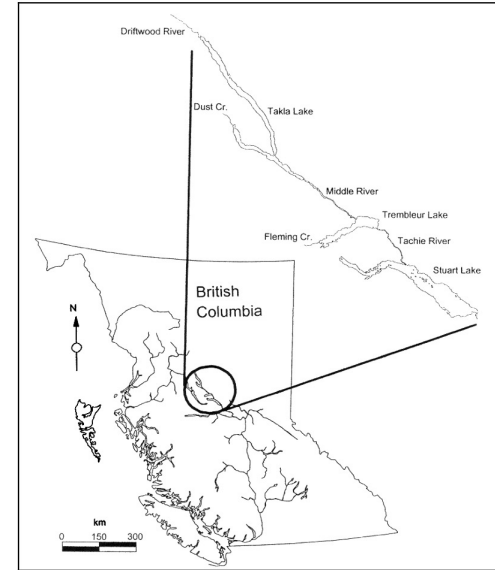 Driftwood River
Dust Cr.
Takla Lake
Middle River
Trembleur Lake
Fleming Cr.
Tachie River
Stuart Lake
British
Columbia
N
km
0 150 300